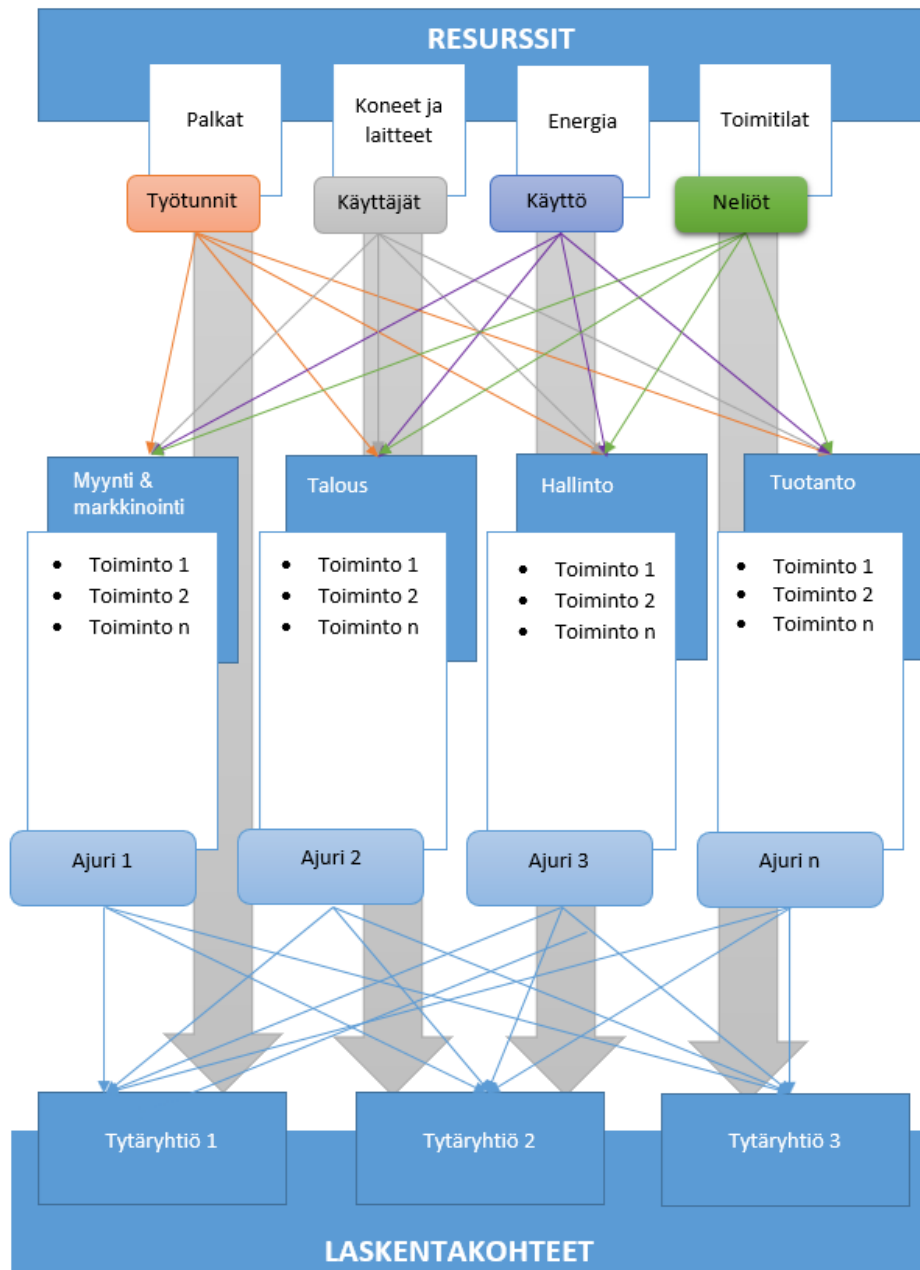 RESURSSIT
Palkat
Koneet ja
laitteet
Energia
Toimitilat
Työtunnit
Käyttäjät
Käyttö
Neliöt
Myynti &
markkinointi
Talous
Hallinto
Tuotanto
• Toiminto 1
• Toiminto 2
• Toiminto n
• Toiminto 1
• Toiminto 2
• Toiminto n
• Toiminto 1
• Toiminto 2
• Toiminto n
• Toiminto 1
• Toiminto 2
• Toiminto n
Ajuri 1
Ajuri 2
Ajuri 3
Ajuri n
Tytäryhtiö 1
Tytäryhtiö 2
Tytäryhtiö 3
LASKENTAKOHTEET